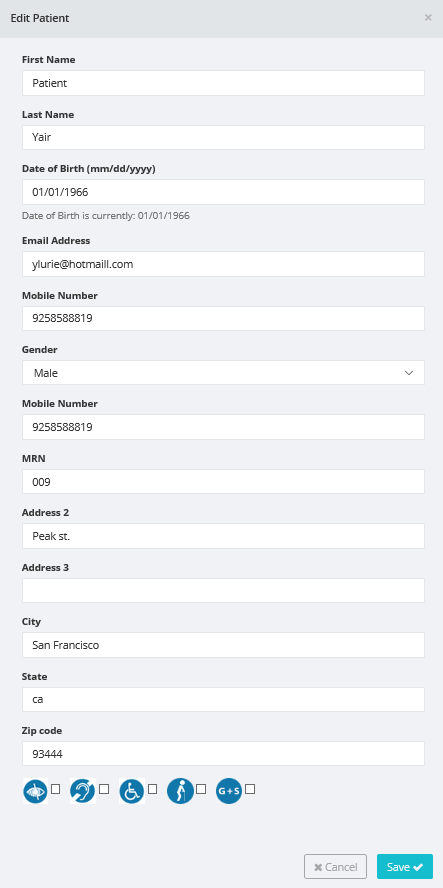 Edit Patient ×
First Name
Patient
Last Name
Yair
Date of Birth (mm/dd/yyyy)
01/01/1966
Date of Birth is currently: 01/01/1966
Email Address
ylurie@hotmaill.com
Mobile Number
9258588819
Gender
Male
Mobile Number
9258588819
MRN
009
Address 2
Peak st.
Address 3
City
San Francisco
State
ca
Zip code
93444
G+S
Cancel Save